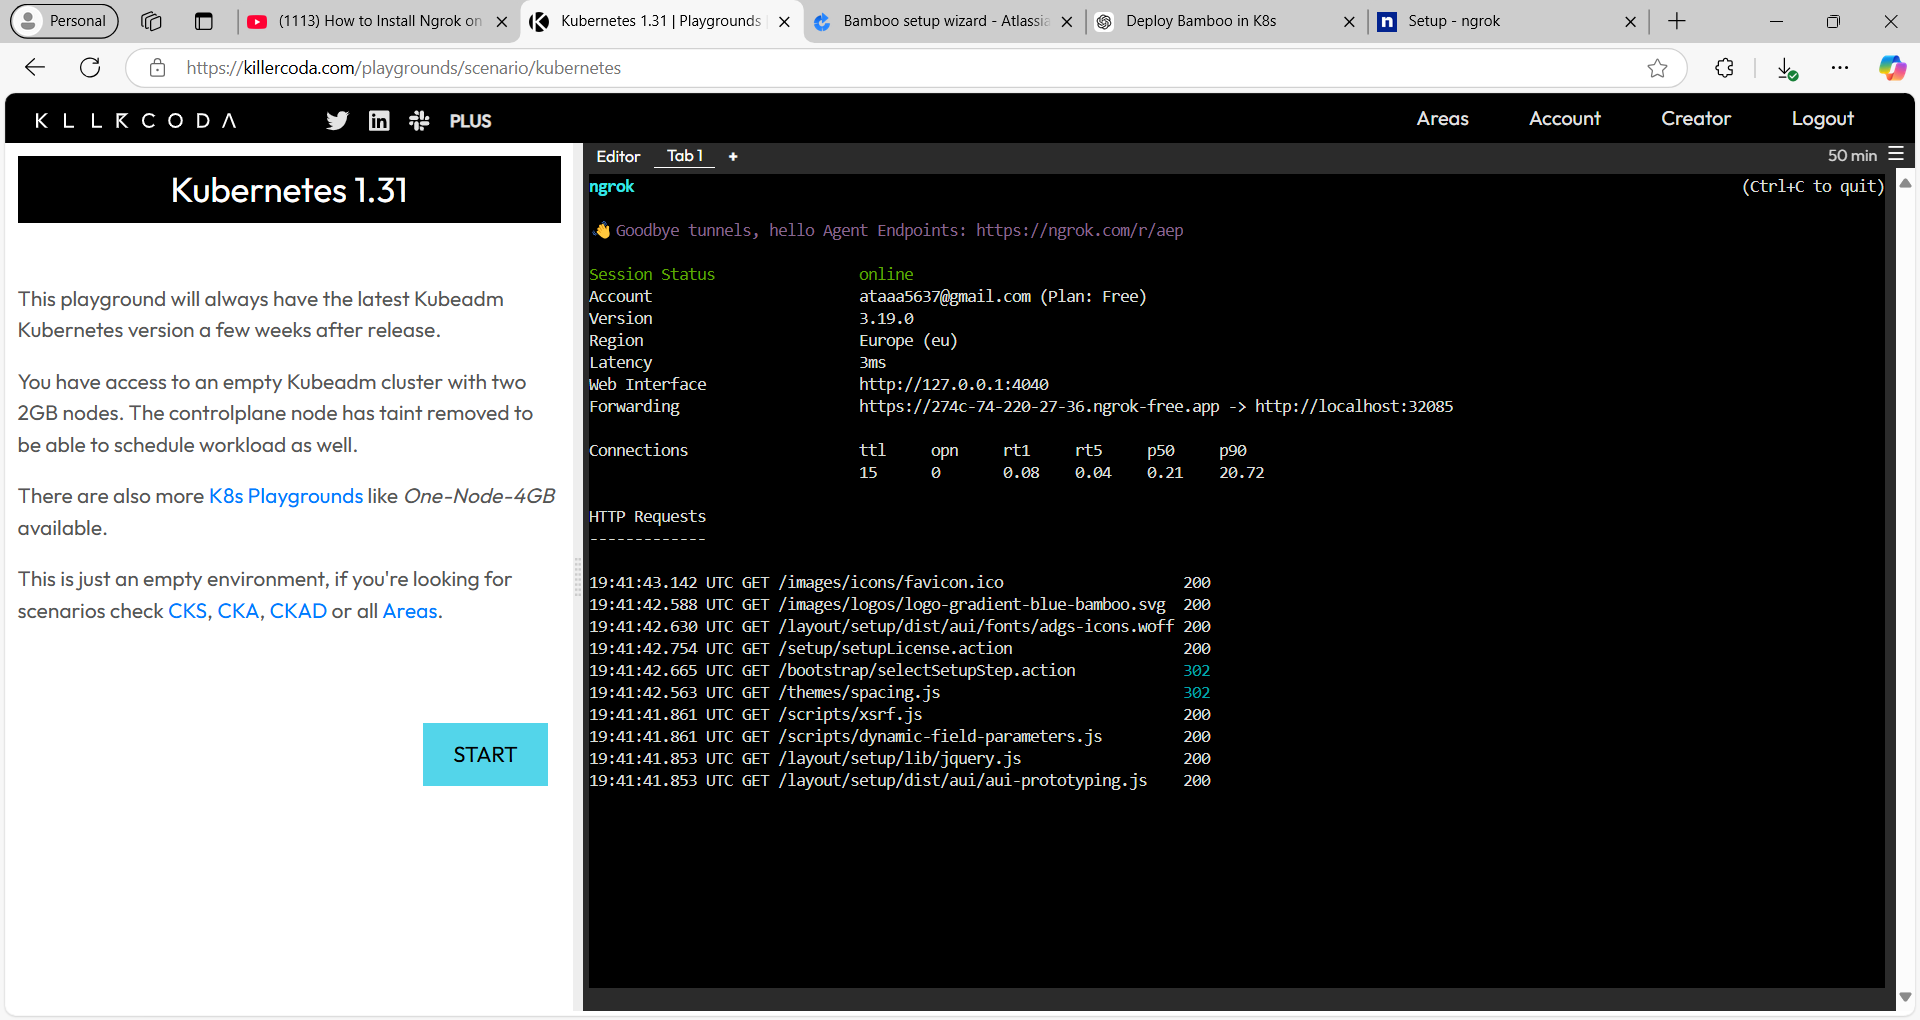 Personal
(1113) How to Install Ngrok on
Kubernetes 1.31 | Playgrounds
Bamboo setup wizard - Atlassia
Deploy Bamboo in K8s
Setup - ngrok
https://killercoda.com/playgrounds/scenario/kubernetes
KILLERCODA
PLUS
Areas
Account
Creator
Logout
Kubernetes 1.31
This playground will always have the latest Kubeadm
Kubernetes version a few weeks after release.
You have access to an empty Kubeadm cluster with two
2GB nodes. The controlplane node has taint removed to
be able to schedule workload as well.
There are also more K8s Playgrounds like One-Node-4GB
available.
This is just an empty environment, if you're looking for
scenarios check CKS, CKA, CKAD or all Areas.
START
Editor Tab 1 +
50 min
ngrok (Ctrl+C to quit)
👋 Goodbye tunnels, hello Agent Endpoints: https://ngrok.com/r/aep
Session Status online
Account ataaa5637@gmail.com (Plan: Free)
Version 3.19.0
Region Europe (eu)
Latency 3ms
Web Interface http://127.0.0.1:4040
Forwarding https://274c-74-220-27-36.ngrok-free.app -> http://localhost:32085
Connections ttl opn rt1 rt5 p50 p90
15 0 0.08 0.04 0.21 20.72
HTTP Requests
-------------
19:41:43.142 UTC GET /images/icons/favicon.ico 200
19:41:42.588 UTC GET /images/logos/logo-gradient-blue-bamboo.svg 200
19:41:42.630 UTC GET /layout/setup/dist/aui/fonts/adgs-icons.woff 200
19:41:42.754 UTC GET /setup/setupLicense.action 200
19:41:42.665 UTC GET /bootstrap/selectSetupStep.action 302
19:41:42.563 UTC GET /themes/spacing.js 302
19:41:41.861 UTC GET /scripts/xsrf.js 200
19:41:41.861 UTC GET /scripts/dynamic-field-parameters.js 200
19:41:41.853 UTC GET /layout/setup/lib/jquery.js 200
19:41:41.853 UTC GET /layout/setup/dist/aui/aui-prototyping.js 200